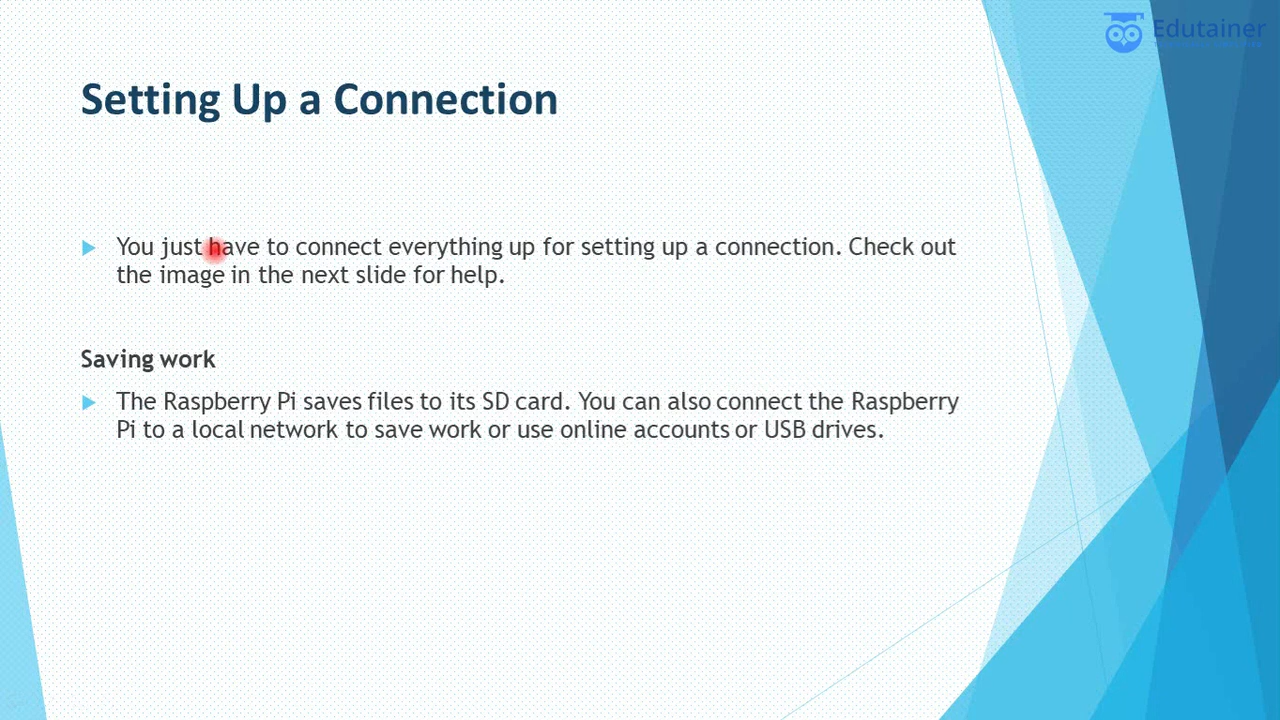 Edutainer
Setting Up a Connection
You just have to connect everything up for setting up a connection. Check out
the image in the next slide for help.
Saving work
The Raspberry Pi saves files to its SD card. You can also connect the Raspberry
Pi to a local network to save work or use online accounts or USB drives.